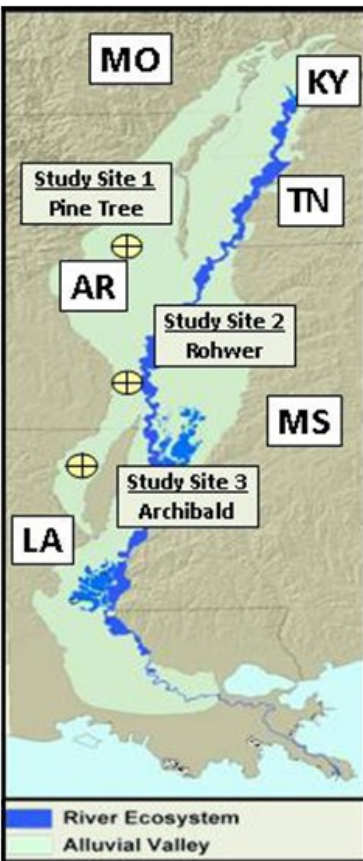 MO
KY
Study Site 1
Pine Tree
TN
AR
Study Site 2
Rohwer
MS
Study Site 3
Archibald
LA
River Ecosystem
Alluvial Valley